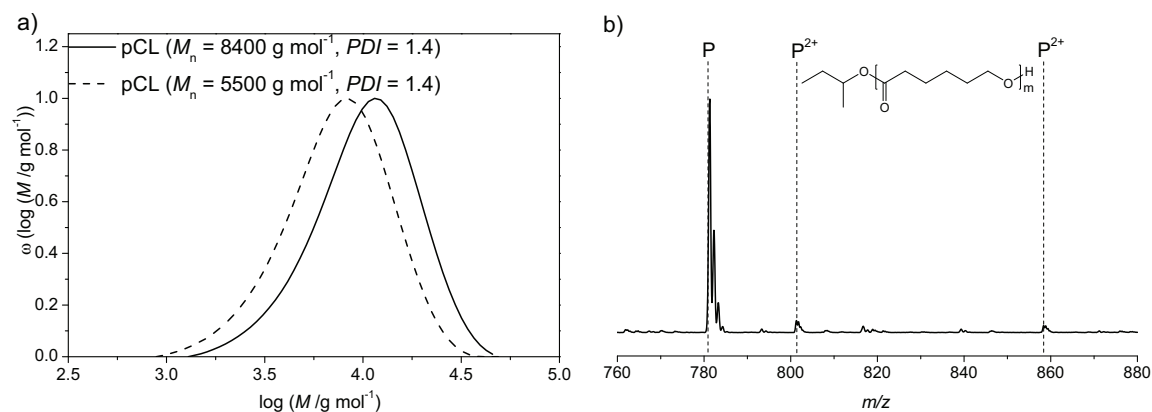 a)
pCL (Mn = 8400 g mol-1, PDI = 1.4)
pCL (Mn = 5500 g mol-1, PDI = 1.4)
1.2
1.0
0.8
0.6
0.4
0.2
0.0
ω (log (M /g mol-1))
2.5 3.0 3.5 4.0 4.5 5.0
log (M /g mol-1)
b)
P P2+ P2+
O O H
m
O
760 780 800 820 840 860 880
m/z